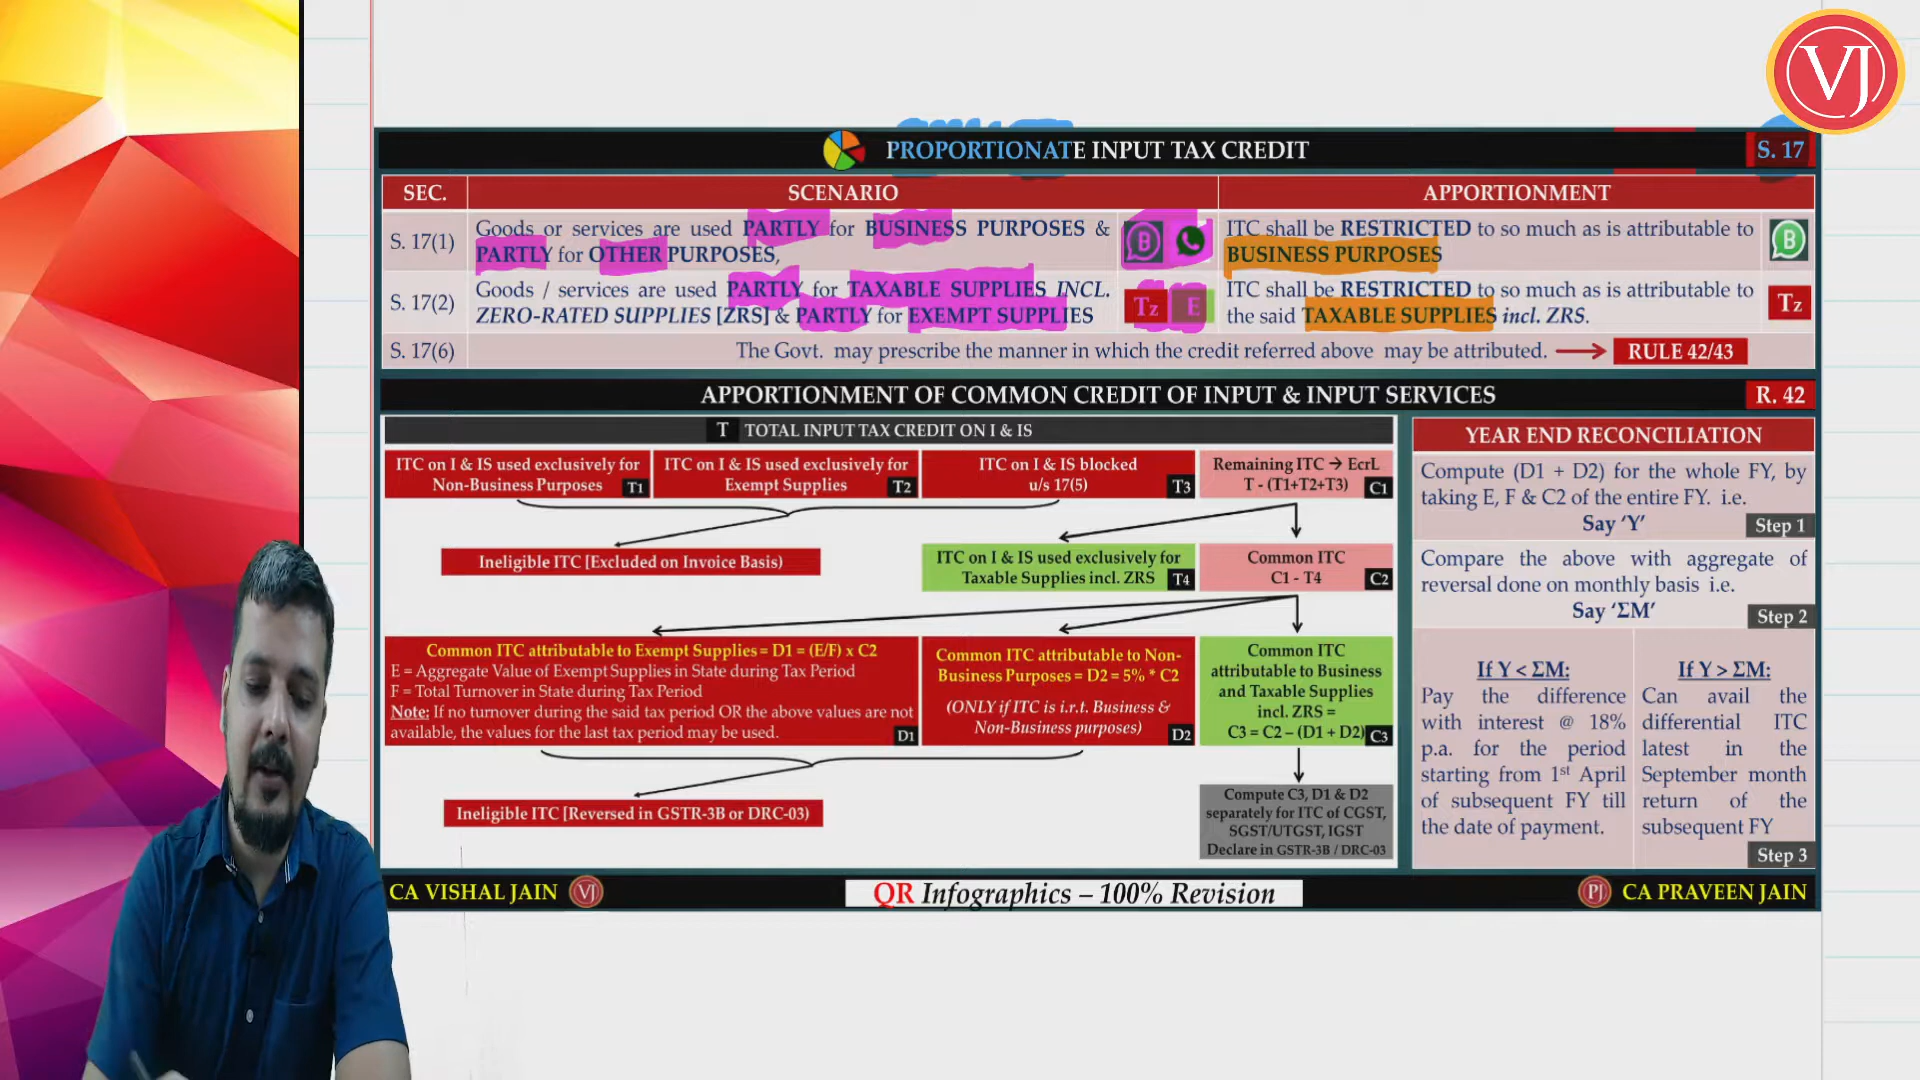 VJ
PROPORTIONATE INPUT TAX CREDIT
S. 17
SEC.
SCENARIO
APPORTIONMENT
S. 17(1)
Goods or services are used PARTLY for BUSINESS PURPOSES &
PARTLY for OTHER PURPOSES,
B
ITC shall be RESTRICTED to so much as is attributable to
BUSINESS PURPOSES
B
S. 17(2)
Goods / services are used PARTLY for TAXABLE SUPPLIES INCL.
ZERO-RATED SUPPLIES [ZRS] & PARTLY for EXEMPT SUPPLIES
Tz E
ITC shall be RESTRICTED to so much as is attributable to
the said TAXABLE SUPPLIES incl. ZRS.
Tz
S. 17(6)
The Govt. may prescribe the manner in which the credit referred above may be attributed.
RULE 42/43
APPORTIONMENT OF COMMON CREDIT OF INPUT & INPUT SERVICES
R. 42
T TOTAL INPUT TAX CREDIT ON I & IS
ITC on I & IS used exclusively for
Non-Business Purposes T1
ITC on I & IS used exclusively for
Exempt Supplies T2
ITC on I & IS blocked
u/s 17(5) T3
Remaining ITC → EcrL
T - (T1+T2+T3) C1
Ineligible ITC [Excluded on Invoice Basis)
ITC on I & IS used exclusively for
Taxable Supplies incl. ZRS T4
Common ITC
C1 - T4 C2
Common ITC attributable to Exempt Supplies = D1 = (E/F) x C2
E = Aggregate Value of Exempt Supplies in State during Tax Period
F = Total Turnover in State during Tax Period
Note: If no turnover during the said tax period OR the above values are not
available, the values for the last tax period may be used. D1
Common ITC attributable to Non-
Business Purposes = D2 = 5% * C2
(ONLY if ITC is i.r.t. Business &
Non-Business purposes) D2
Common ITC
attributable to Business
and Taxable Supplies
incl. ZRS =
C3 = C2 – (D1 + D2) C3
Ineligible ITC [Reversed in GSTR-3B or DRC-03)
Compute C3, D1 & D2
separately for ITC of CGST,
SGST/UTGST, IGST
Declare in GSTR-3B / DRC-03
YEAR END RECONCILIATION
Compute (D1 + D2) for the whole FY, by
taking E, F & C2 of the entire FY. i.e.
Say ‘Y’
Step 1
Compare the above with aggregate of
reversal done on monthly basis i.e.
Say ‘ΣM’
Step 2
If Y < ΣM:
Pay the difference
with interest @ 18%
p.a. for the period
starting from 1st April
of subsequent FY till
the date of payment.
If Y > ΣM:
Can avail the
differential ITC
latest in the
September month
return of the
subsequent FY
Step 3
CA VISHAL JAIN VJ
QR Infographics – 100% Revision
PJ CA PRAVEEN JAIN